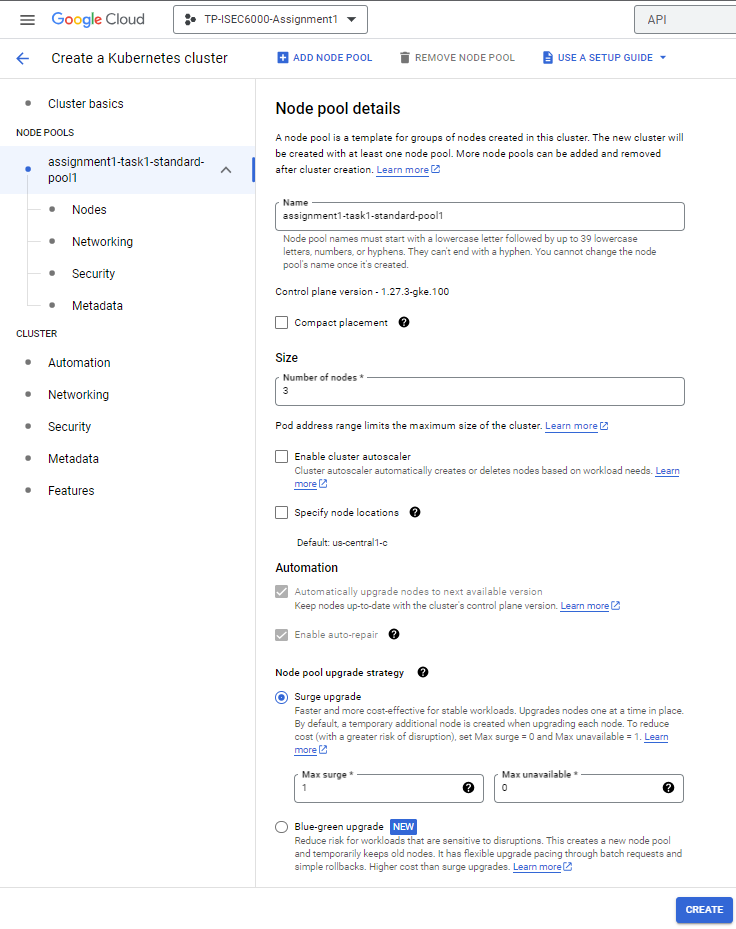 Google Cloud
TP-ISEC6000-Assignment1
API
Create a Kubernetes cluster
ADD NODE POOL
REMOVE NODE POOL
USE A SETUP GUIDE
Cluster basics
NODE POOLS
assignment1-task1-standard-
pool1
Nodes
Networking
Security
Metadata
CLUSTER
Automation
Networking
Security
Metadata
Features
Node pool details
A node pool is a template for groups of nodes created in this cluster. The new cluster will
be created with at least one node pool. More node pools can be added and removed
after cluster creation. Learn more
Name
assignment1-task1-standard-pool1
Node pool names must start with a lowercase letter followed by up to 39 lowercase
letters, numbers, or hyphens. They can't end with a hyphen. You cannot change the node
pool's name once it's created.
Control plane version - 1.27.3-gke.100
Compact placement
Size
Number of nodes *
3
Pod address range limits the maximum size of the cluster. Learn more
Enable cluster autoscaler
Cluster autoscaler automatically creates or deletes nodes based on workload needs. Learn
more
Specify node locations
Default: us-central1-c
Automation
Automatically upgrade nodes to next available version
Keep nodes up-to-date with the cluster's control plane version. Learn more
Enable auto-repair
Node pool upgrade strategy
Surge upgrade
Faster and more cost-effective for stable workloads. Upgrades nodes one at a time in place.
By default, a temporary additional node is created when upgrading each node. To reduce
cost (with a greater risk of disruption), set Max surge = 0 and Max unavailable = 1. Learn
more
Max surge *
1
Max unavailable *
0
Blue-green upgrade NEW
Reduce risk for workloads that are sensitive to disruptions. This creates a new node pool
and temporarily keeps old nodes. It has flexible upgrade pacing through batch requests and
simple rollbacks. Higher cost than surge upgrades. Learn more
CREATE